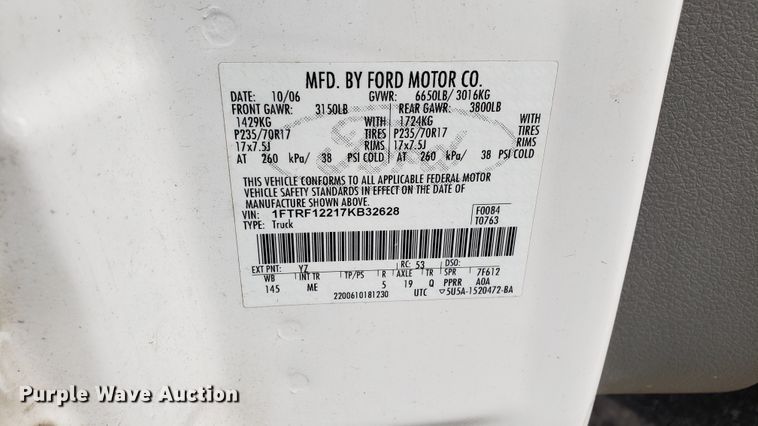 MFD. BY FORD MOTOR CO.
DATE: 10/06 GVWR: 6650LB/ 3016KG
FRONT GAWR: 3150LB REAR GAWR: 3800LB
1429KG WITH 1724KG WITH
P235/70R17 TIRES P235/70R17 TIRES
17x7.5J RIMS 17x7.5J RIMS
AT 260 kPa/ 38 PSI COLD AT 260 kPa/ 38 PSI COLD
Ford
THIS VEHICLE CONFORMS TO ALL APPLICABLE FEDERAL MOTOR
VEHICLE SAFETY STANDARDS IN EFFECT ON THE DATE OF
MANUFACTURE SHOWN ABOVE.
VIN: 1FTRF12217KB32628 F0084
TYPE: Truck T0763
EXT PNT: YZ RC: 53 DSO:
WB INT TR TP/PS R AXLE TR SPR 7F612
145 ME 5 19 Q PPRR AOA
2200610181230 UTC ▽5U5A-1520472-BA
Purple Wave Auction